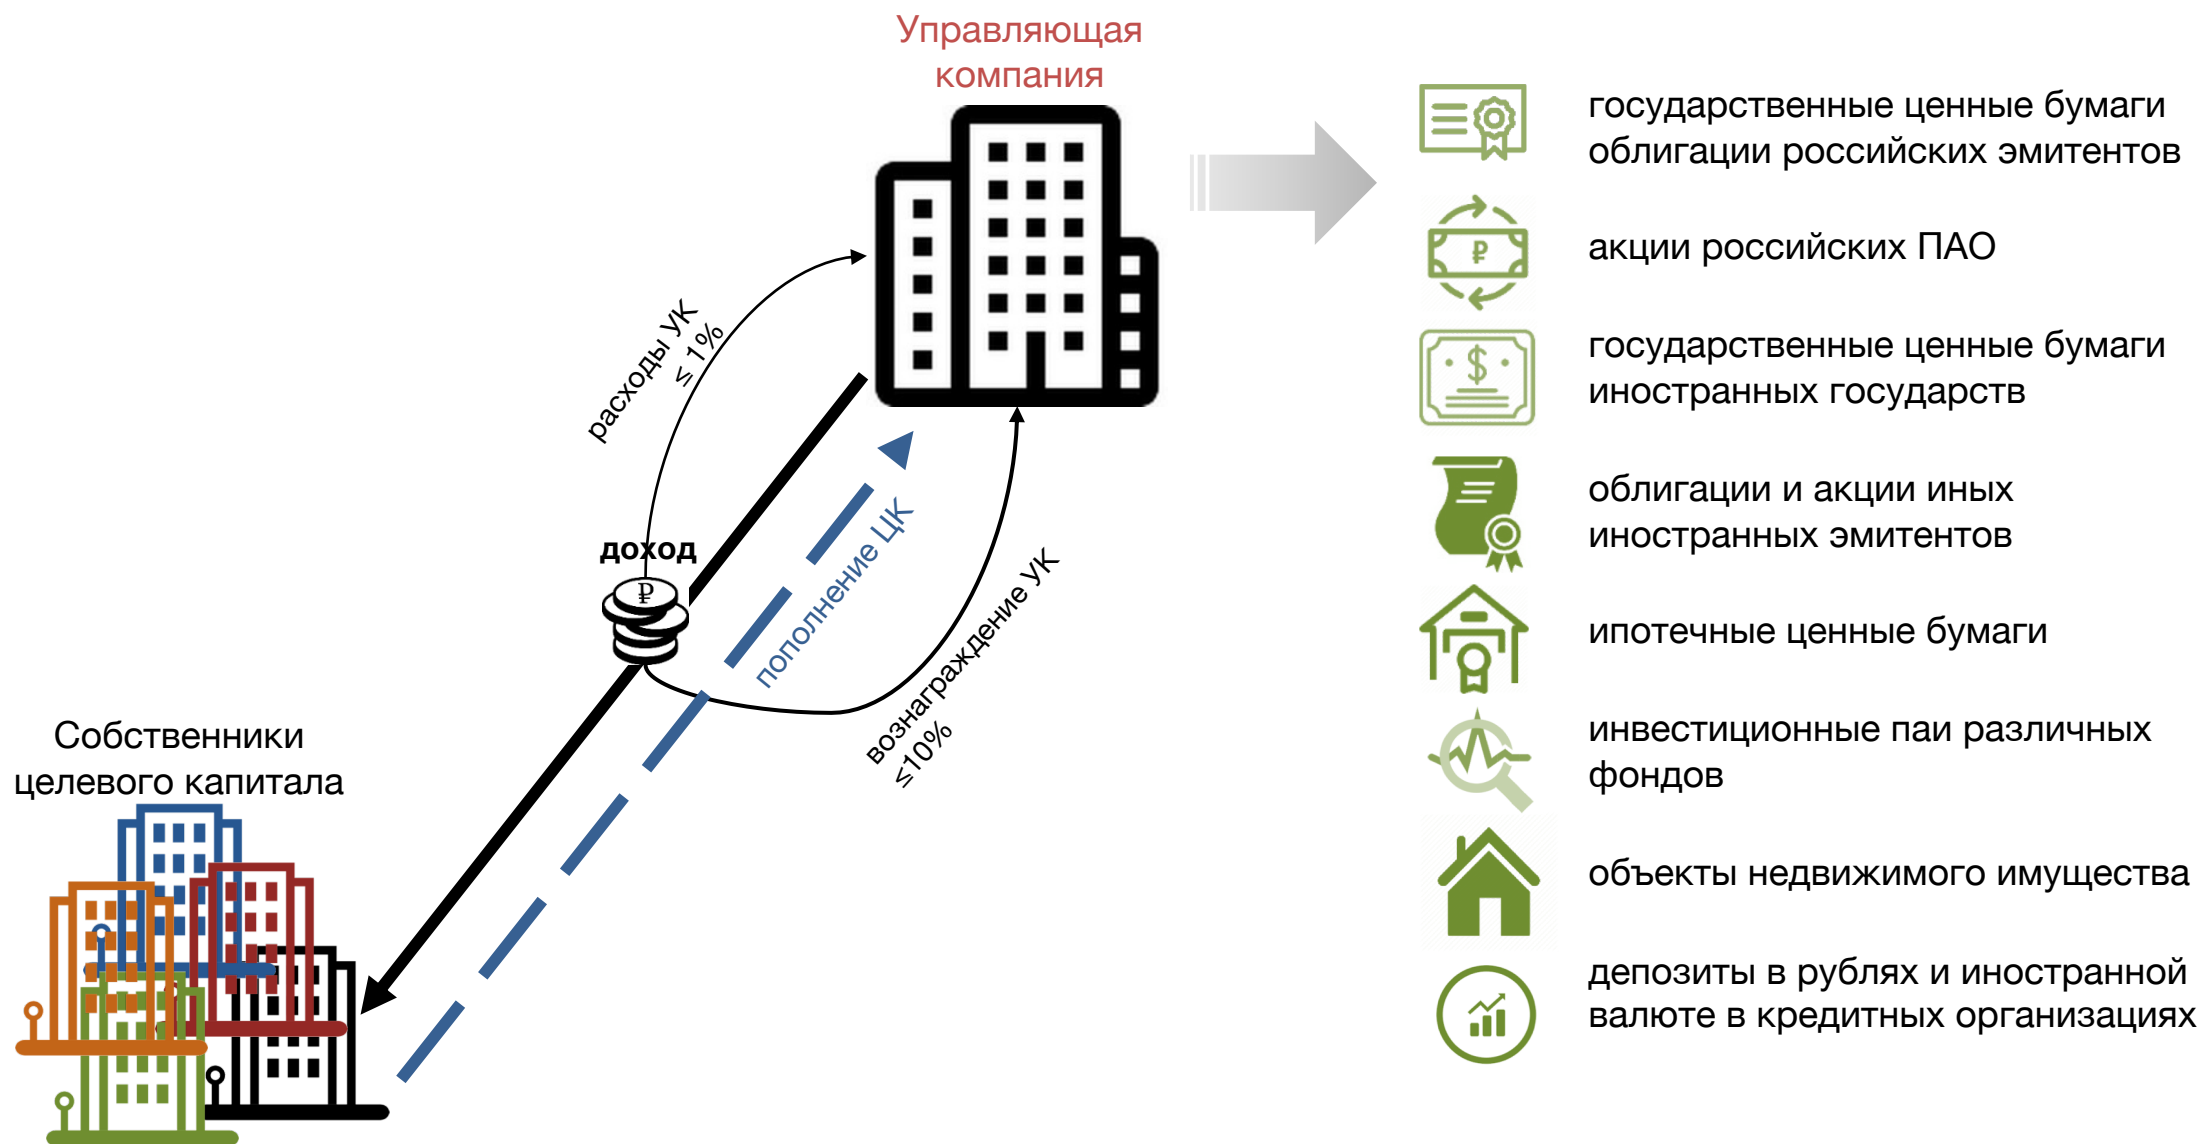 Управляющая
компания
государственные ценные бумаги
облигации российских эмитентов
₽
акции российских ПАО
$
государственные ценные бумаги
иностранных государств
облигации и акции иных
иностранных эмитентов
ипотечные ценные бумаги
инвестиционные паи различных
фондов
объекты недвижимого имущества
депозиты в рублях и иностранной
валюте в кредитных организациях
расходы УК
≤ 1%
доход
₽
пополнение ЦК
вознаграждение УК
≤10%
Собственники
целевого капитала